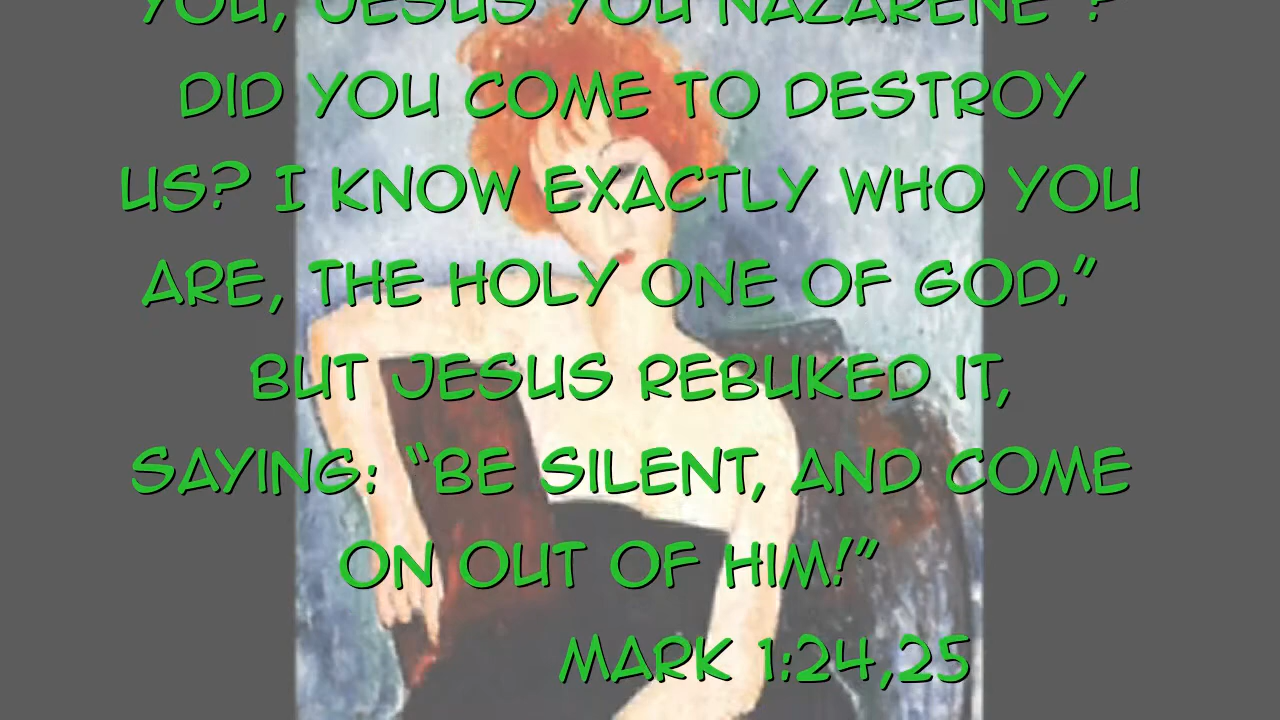 YOU, JESUS YOU NAZARENE ?
DID YOU COME TO DESTROY
US? I KNOW EXACTLY WHO YOU
ARE, THE HOLY ONE OF GOD.”
BUT JESUS REBUKED IT,
SAYING: “BE SILENT, AND COME
ON OUT OF HIM!”
MARK 1:24,25